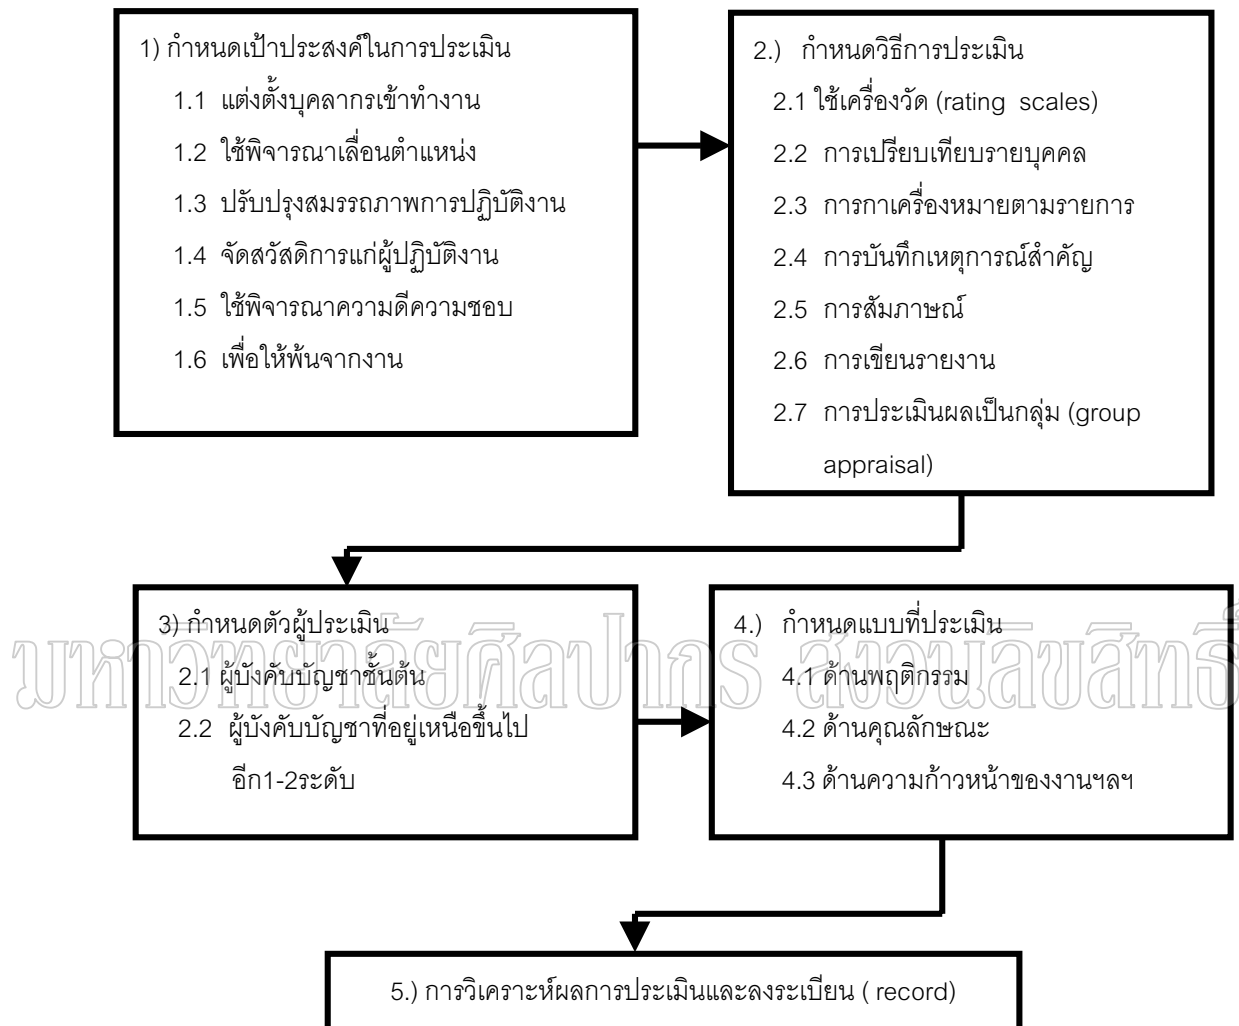 1) กำหนดเป้าประสงค์ในการประเมิน
1.1 แต่งตั้งบุคลากรเข้าทำงาน
1.2 ใช้พิจารณาเลื่อนตำแหน่ง
1.3 ปรับปรุงสมรรถภาพการปฏิบัติงาน
1.4 จัดสวัสดิการแก่ผู้ปฏิบัติงาน
1.5 ใช้พิจารณาความดีความชอบ
1.6 เพื่อให้พ้นจากงาน
2.) กำหนดวิธีการประเมิน
2.1 ใช้เครื่องวัด (rating scales)
2.2 การเปรียบเทียบรายบุคคล
2.3 การกาเครื่องหมายตามรายการ
2.4 การบันทึกเหตุการณ์สำคัญ
2.5 การสัมภาษณ์
2.6 การเขียนรายงาน
2.7 การประเมินผลเป็นกลุ่ม (group
appraisal)
3) กำหนดตัวผู้ประเมิน
2.1 ผู้บังคับบัญชาชั้นต้น
2.2 ผู้บังคับบัญชาที่อยู่เหนือขึ้นไป
อีก1-2ระดับ
4.) กำหนดแบบที่ประเมิน
4.1 ด้านพฤติกรรม
4.2 ด้านคุณลักษณะ
4.3 ด้านความก้าวหน้าของงานฯลฯ
มหาวิทยาลัยศิลปากร สงวนลิขสิทธิ์
5.) การวิเคราะห์ผลการประเมินและลงระเบียน ( record)